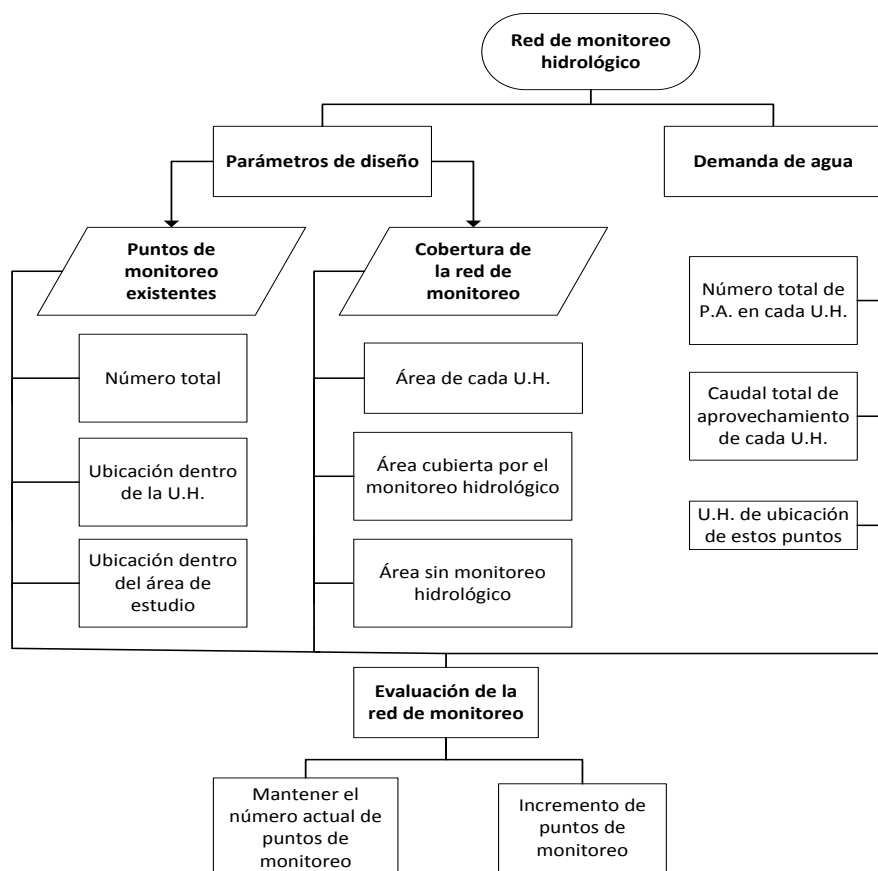 Red de monitoreo
hidrológico
Parámetros de diseño
Demanda de agua
Puntos de
monitoreo
existentes
Cobertura de
la red de
monitoreo
Número total de
P.A. en cada U.H.
Número total
Área de cada U.H.
Caudal total de
aprovechamiento
de cada U.H.
Ubicación dentro
de la U.H.
Área cubierta por el
monitoreo hidrológico
U.H. de ubicación
de estos puntos
Ubicación dentro
del área de
estudio
Área sin monitoreo
hidrológico
Evaluación de la
red de monitoreo
Mantener el
número actual de
puntos de
monitoreo
Incremento de
puntos de
monitoreo